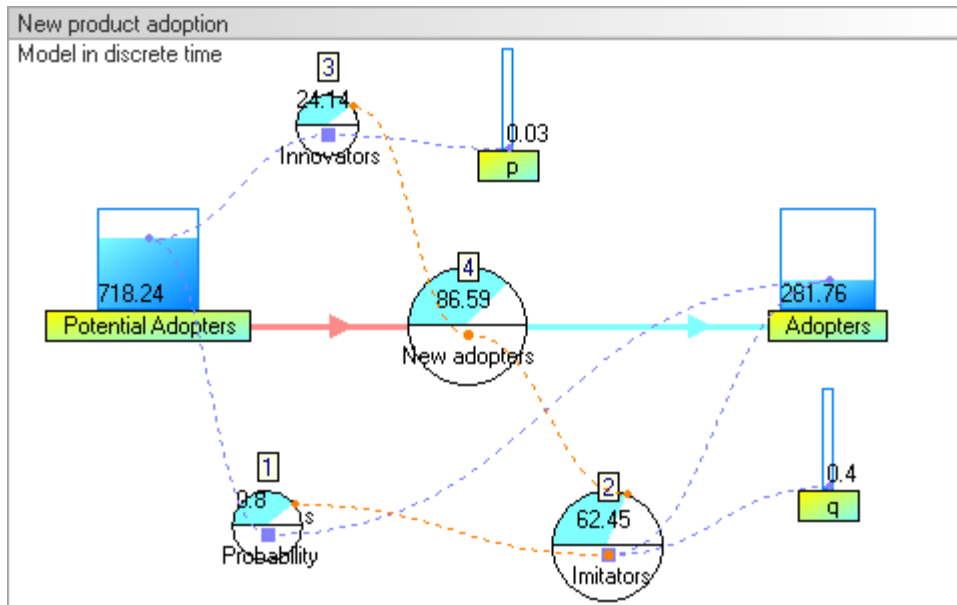 New product adoption
Model in discrete time
3
24.14
Innovators
0.03
p
718.24
Potential Adopters
4
86.59
New adopters
281.76
Adopters
1
0.8
s
Probability
2
62.45
Imitators
0.4
q